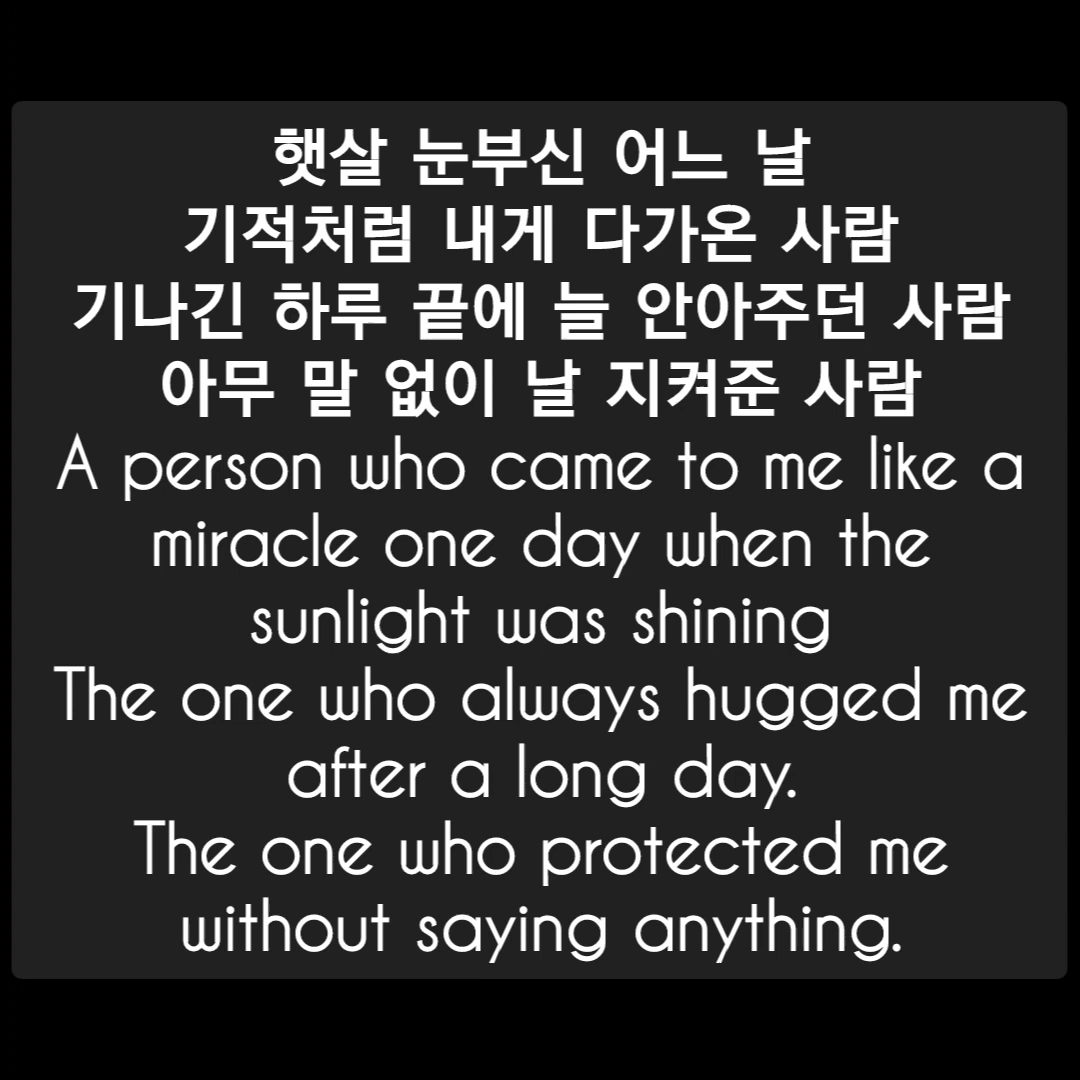 햇살 눈부신 어느 날
기적처럼 내게 다가온 사람
기나긴 하루 끝에 늘 안아주던 사람
아무 말 없이 날 지켜준 사람
A person who came to me like a
miracle one day when the
sunlight was shining
The one who always hugged me
after a long day.
The one who protected me
without saying anything.